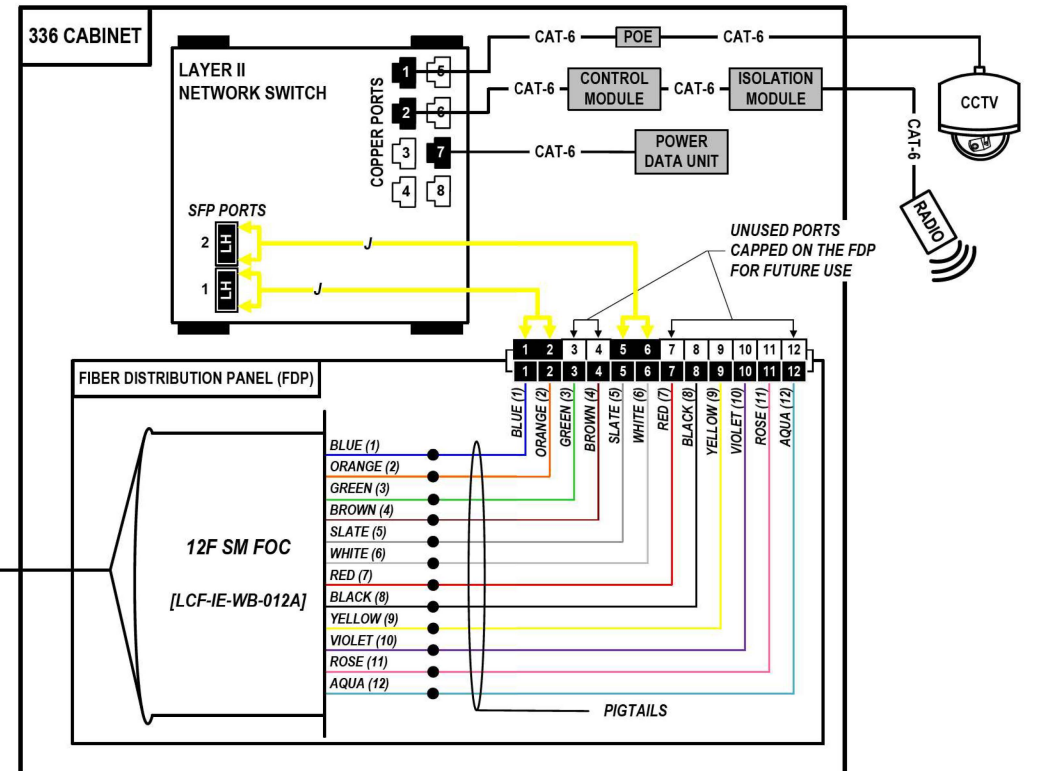 336 CABINET
LAYER II
NETWORK SWITCH
COPPER PORTS
1
5
2
6
3
7
4
8
CAT-6
POE
CAT-6
CAT-6
CONTROL
MODULE
CAT-6
ISOLATION
MODULE
CAT-6
CAT-6
POWER
DATA UNIT
CCTV
RADIO
SFP PORTS
2
LH
J
1
LH
J
UNUSED PORTS
CAPPED ON THE FDP
FOR FUTURE USE
1 2 3 4 5 6 7 8 9 10 11 12
1 2 3 4 5 6 7 8 9 10 11 12
BLUE (1)
ORANGE (2)
GREEN (3)
BROWN (4)
SLATE (5)
WHITE (6)
RED (7)
BLACK (8)
YELLOW (9)
VIOLET (10)
ROSE (11)
AQUA (12)
FIBER DISTRIBUTION PANEL (FDP)
12F SM FOC
[LCF-IE-WB-012A]
BLUE (1)
ORANGE (2)
GREEN (3)
BROWN (4)
SLATE (5)
WHITE (6)
RED (7)
BLACK (8)
YELLOW (9)
VIOLET (10)
ROSE (11)
AQUA (12)
PIGTAILS